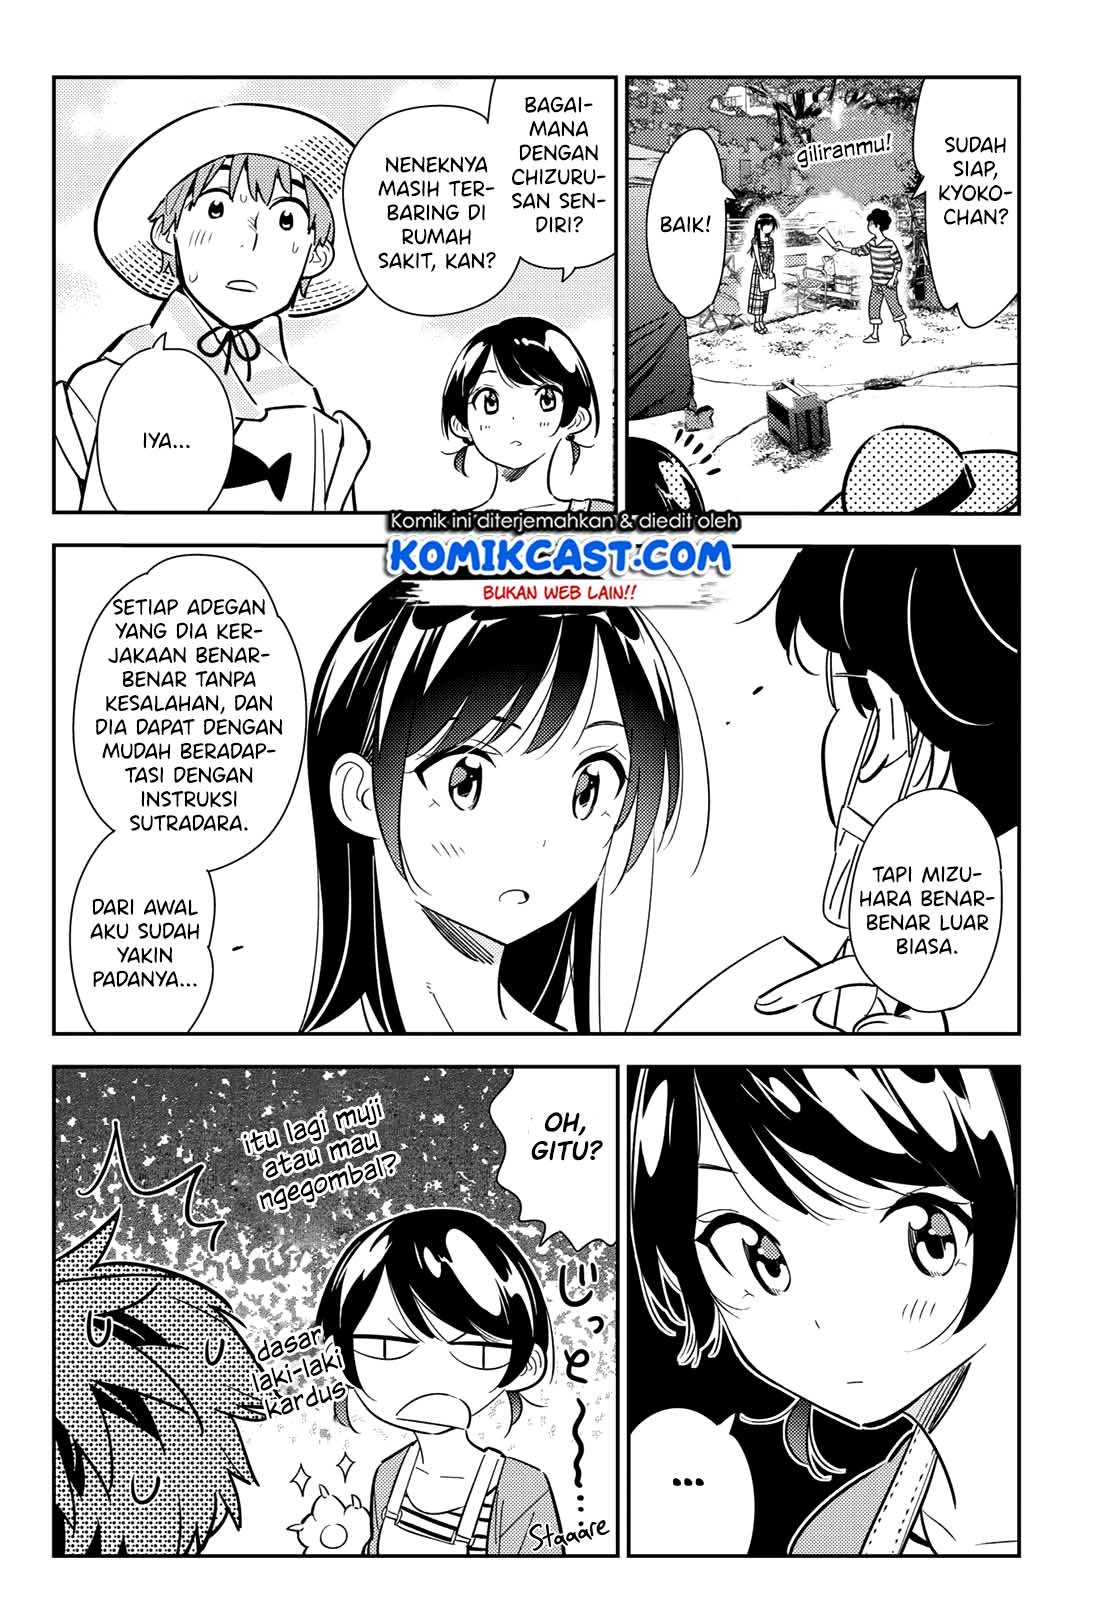 SUDAH
SIAP,
KYOKO-
CHAN?
giliranmu!
BAIK!
BAGAI-
MANA
DENGAN
CHIZURU-
SAN SEN-
DIRI?
NENEKNYA
MASIH TER-
BARING DI
RUMAH
SAKIT, KAN?
IYA...
Komik ini diterjemahkan & diedit oleh
KOMIKCAST.COM
BUKAN WEB LAIN!!
TAPI MIZU-
HARA BENAR-
BENAR LUAR
BIASA.
SETIAP ADEGAN
YANG DIA KER-
JAKAAN BENAR-
BENAR TANPA
KESALAHAN, DAN
DIA DAPAT DENGAN
MUDAH BERADAP-
TASI DENGAN
INSTRUKSI
SUTRADARA.
DARI AWAL
AKU SUDAH
YAKIN
PADANYA...
...
OH,
GITU?
itu lagi muji
atau mau
ngegombal?
dasar
laki-laki
kardus
じっと〜……
Staaare